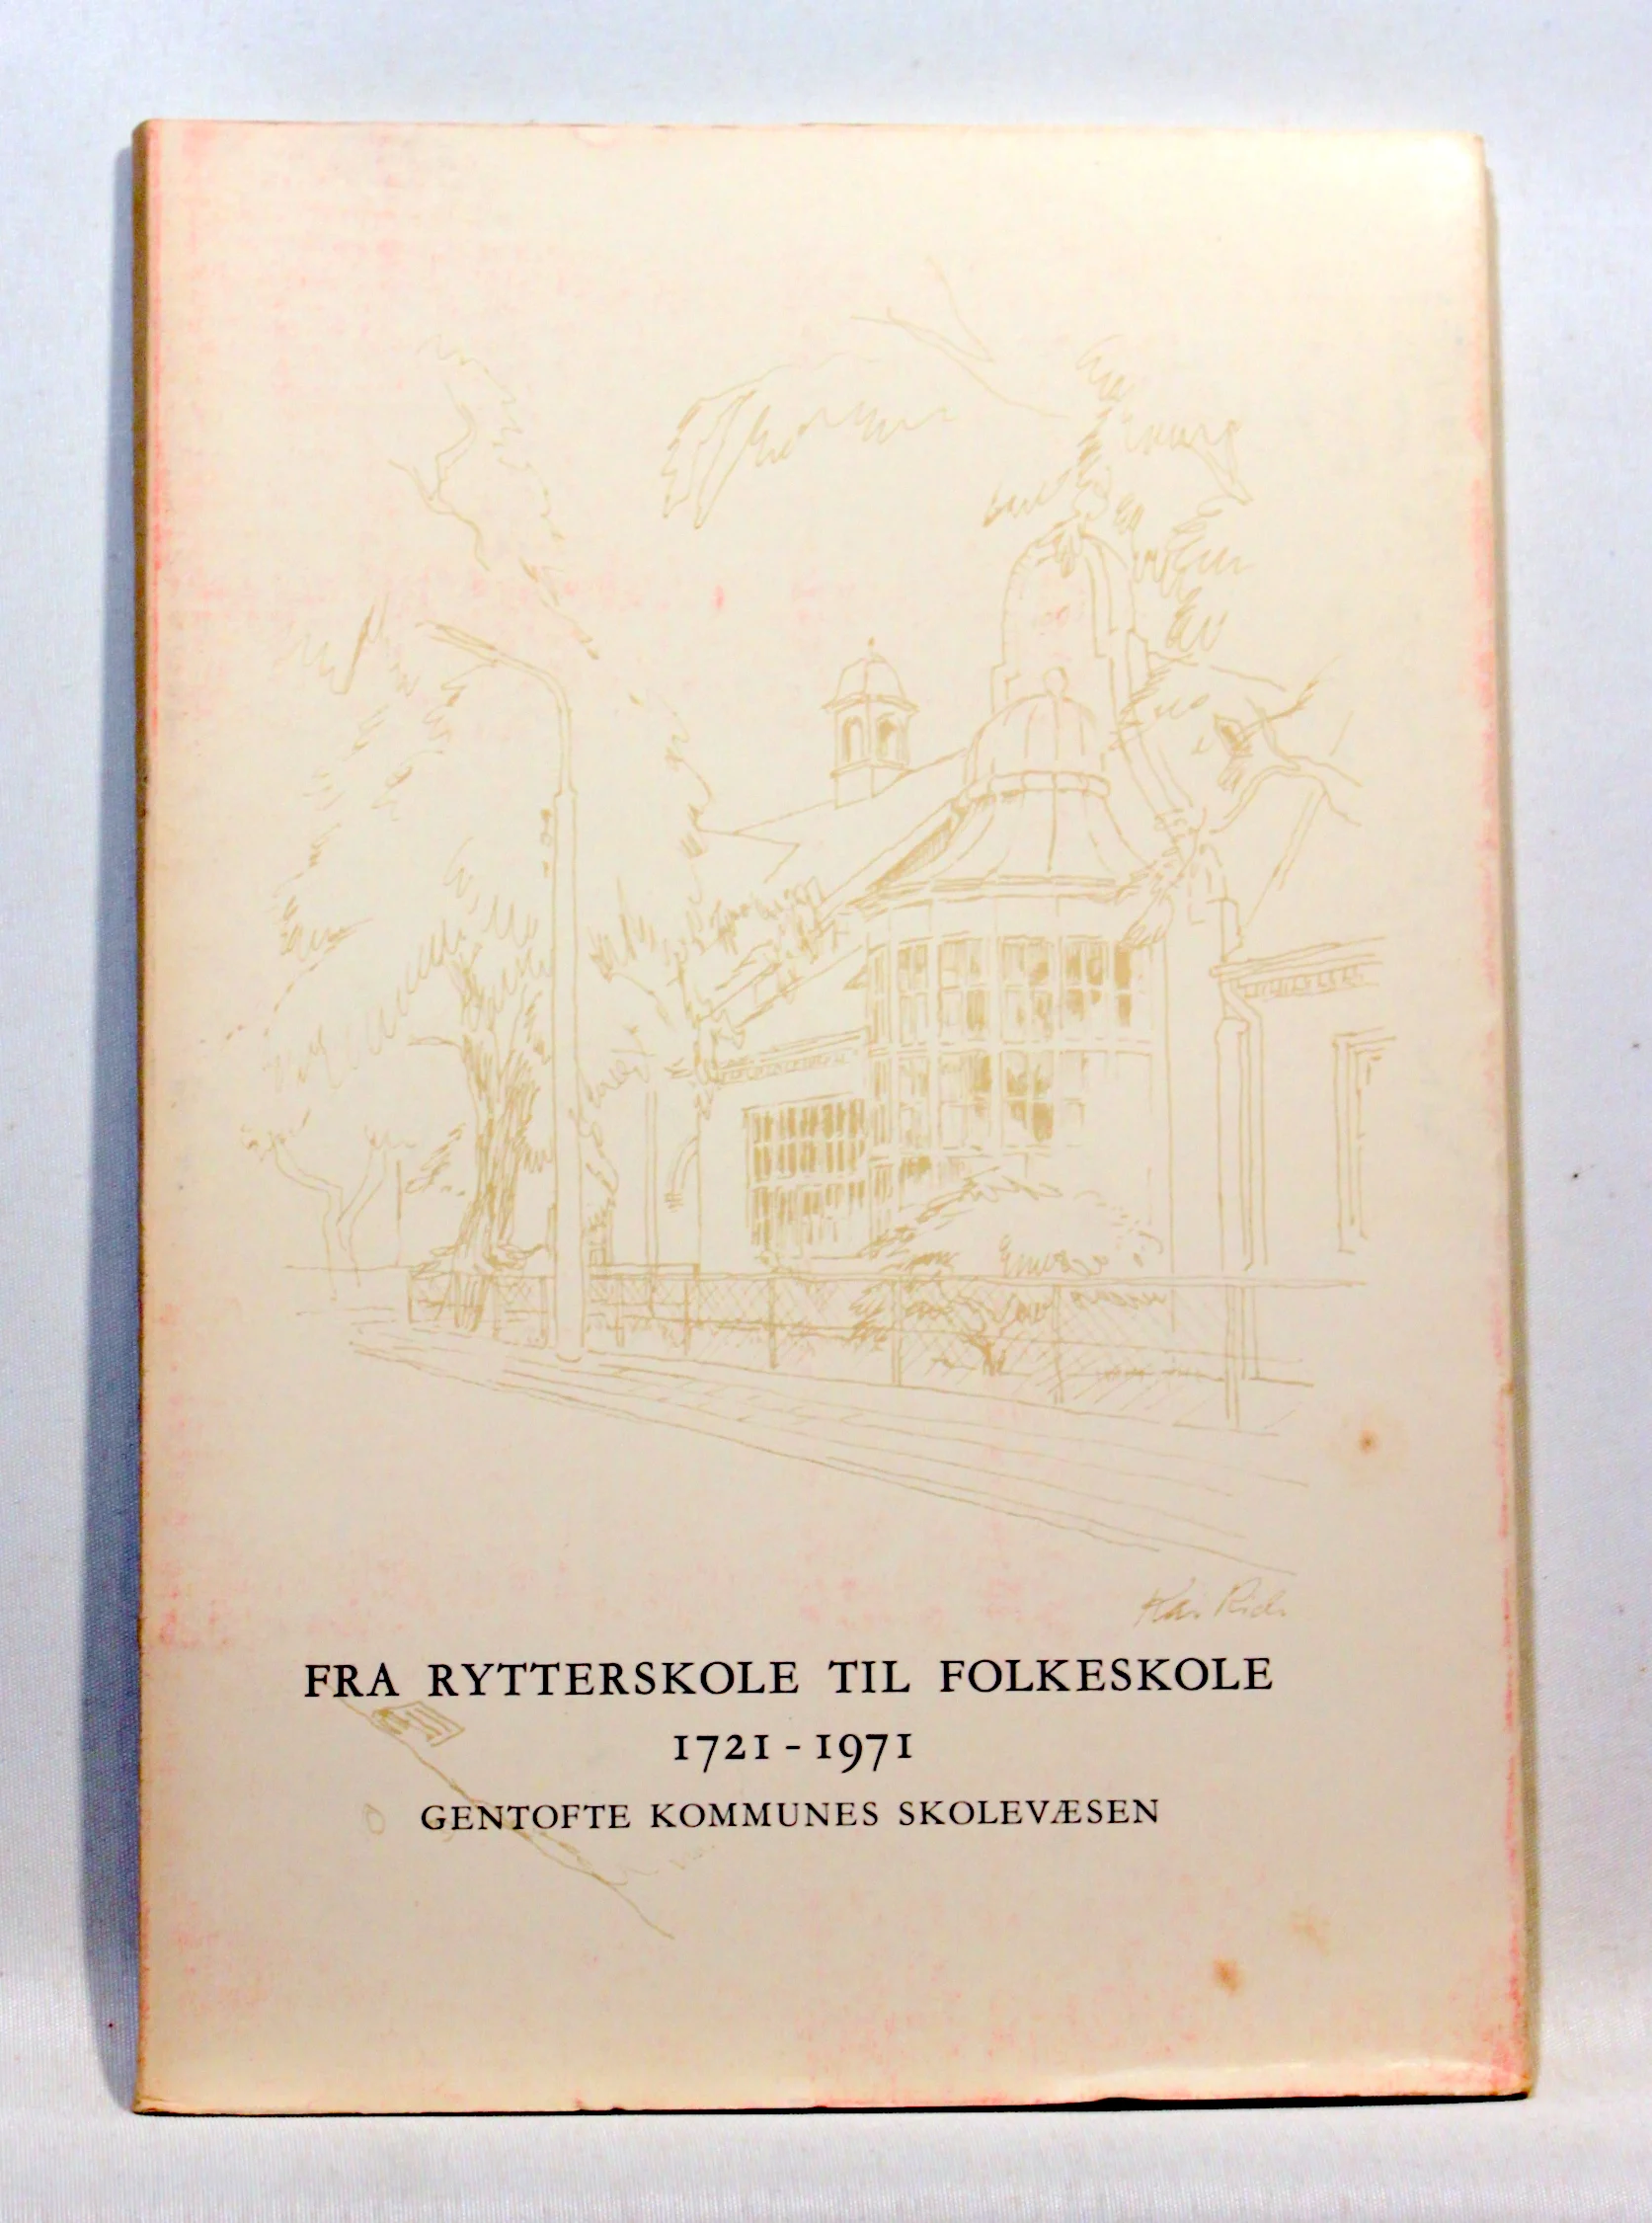 FRA RYTTERSKOLE TIL FOLKESKOLE
1721 - 1971
GENTOFTE KOMMUNES SKOLEVÆSEN